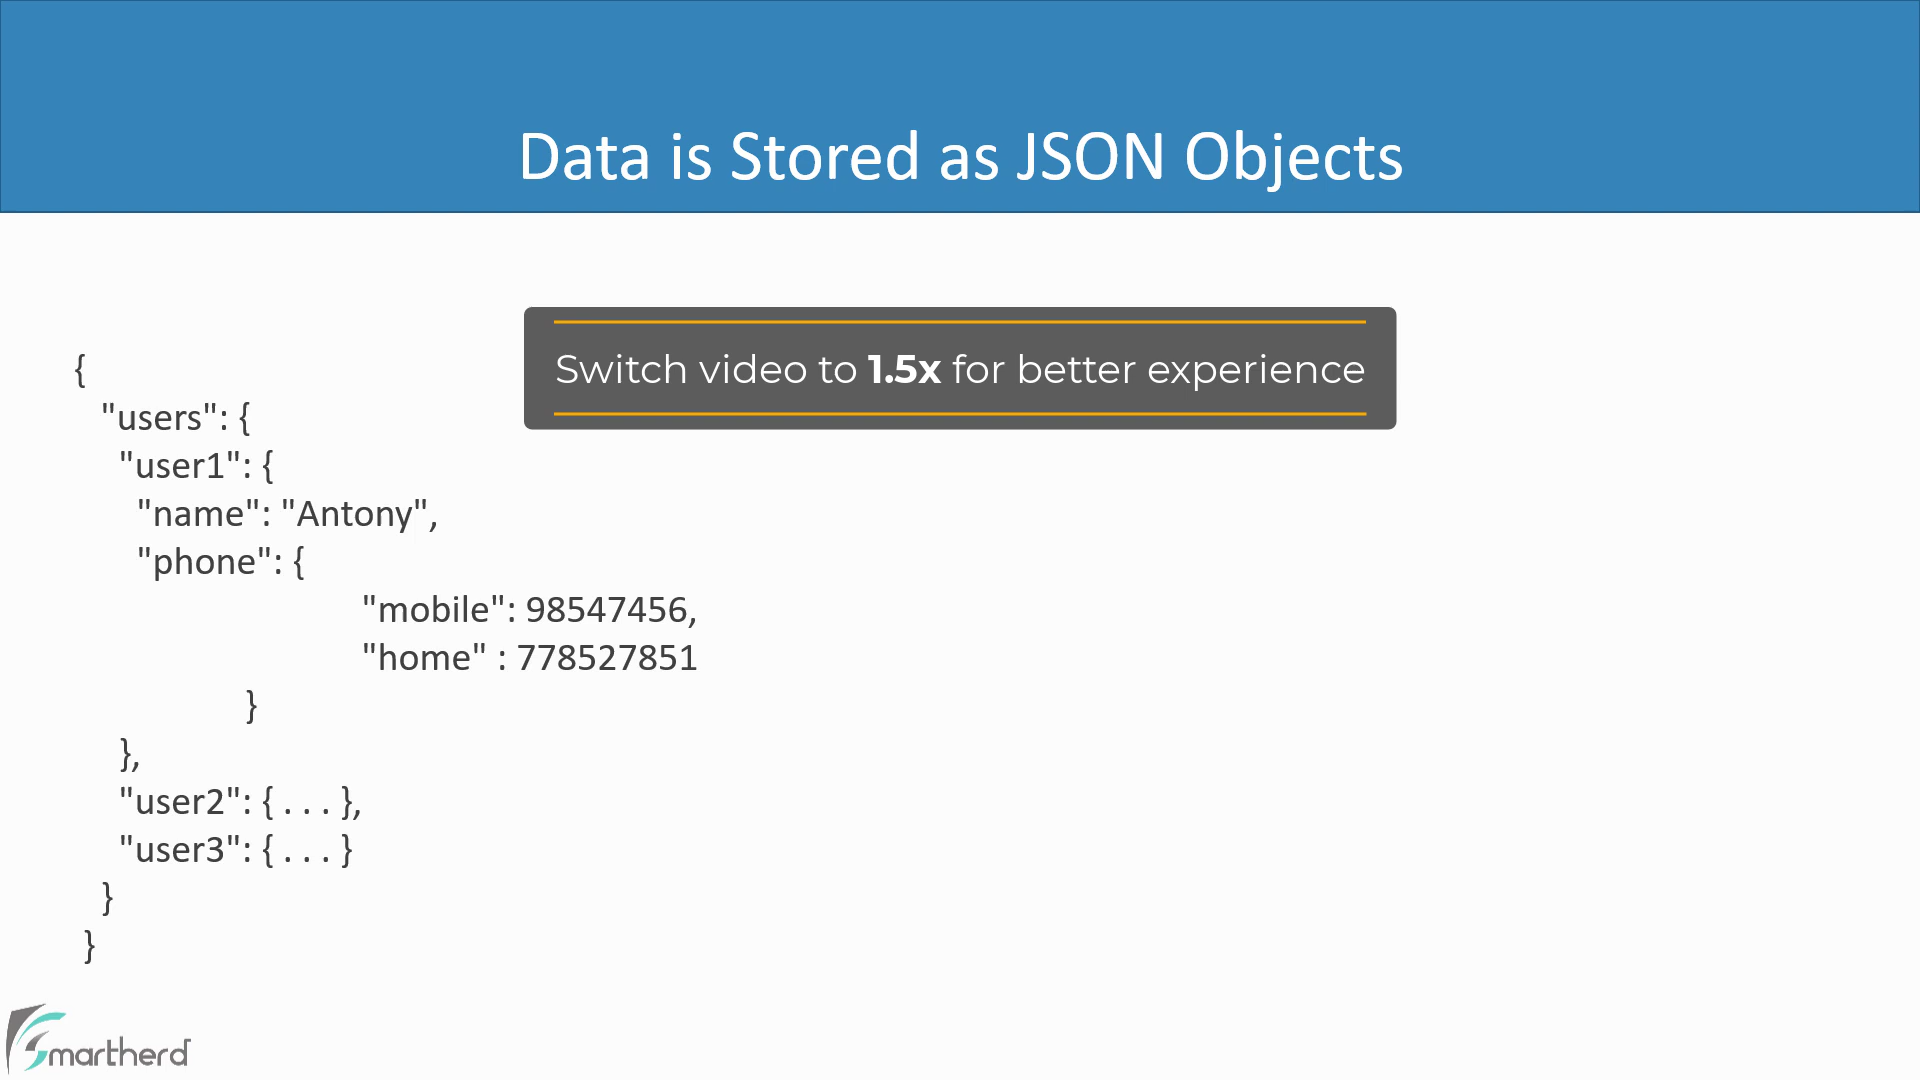 Data is Stored as JSON Objects
Switch video to 1.5x for better experience
{
"users": {
"user1": {
"name": "Antony",
"phone": {
"mobile": 98547456,
"home" : 778527851
}
},
"user2": { . . . },
"user3": { . . . }
}
}
Smartherd